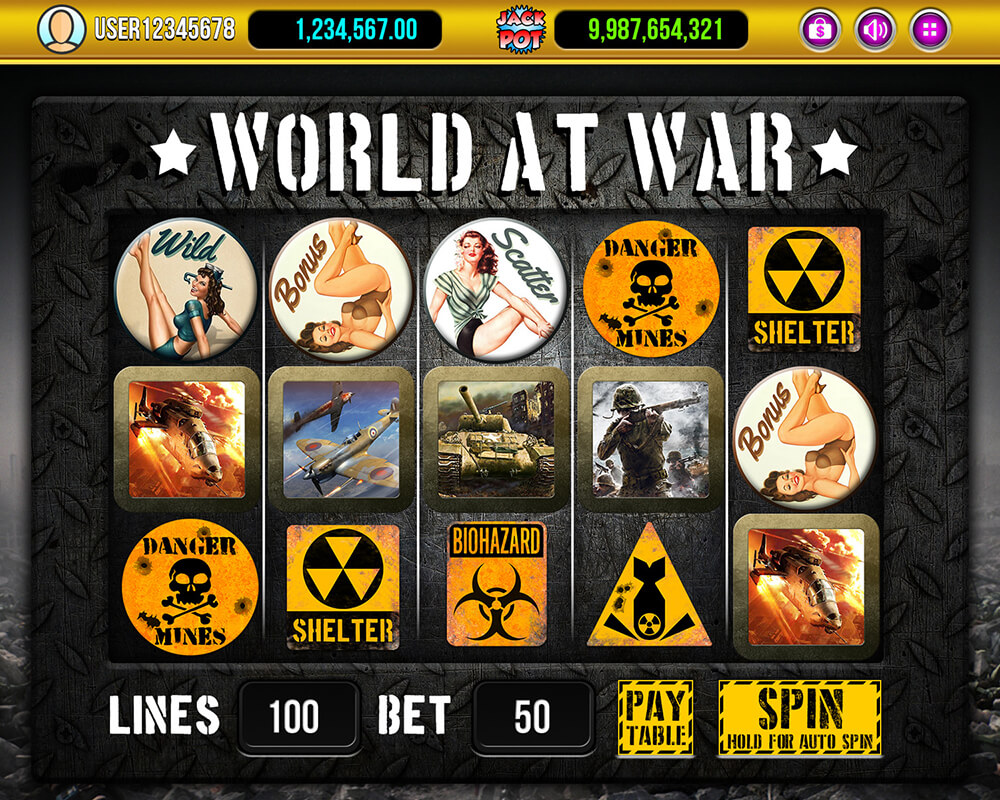 USER12345678
1,234,567.00
JACK
POT
9,987,654,321
$
WORLD AT WAR
Wild
Bonus
Scatter
DANGER
MINES
SHELTER
Bonus
DANGER
MINES
SHELTER
BIOHAZARD
LINES
100
BET
50
PAY
TABLE
SPIN
HOLD FOR AUTO SPIN